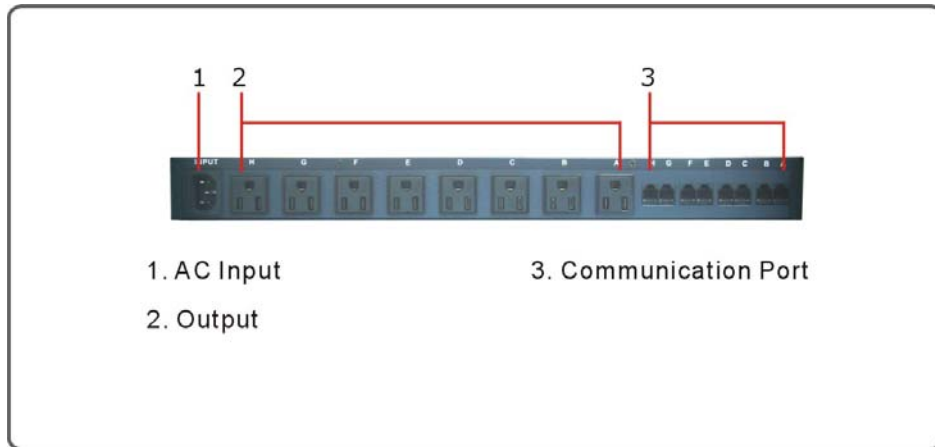 1 2 3
INPUT H G F E D C B A H G F E D C B A
1. AC Input
3. Communication Port
2. Output